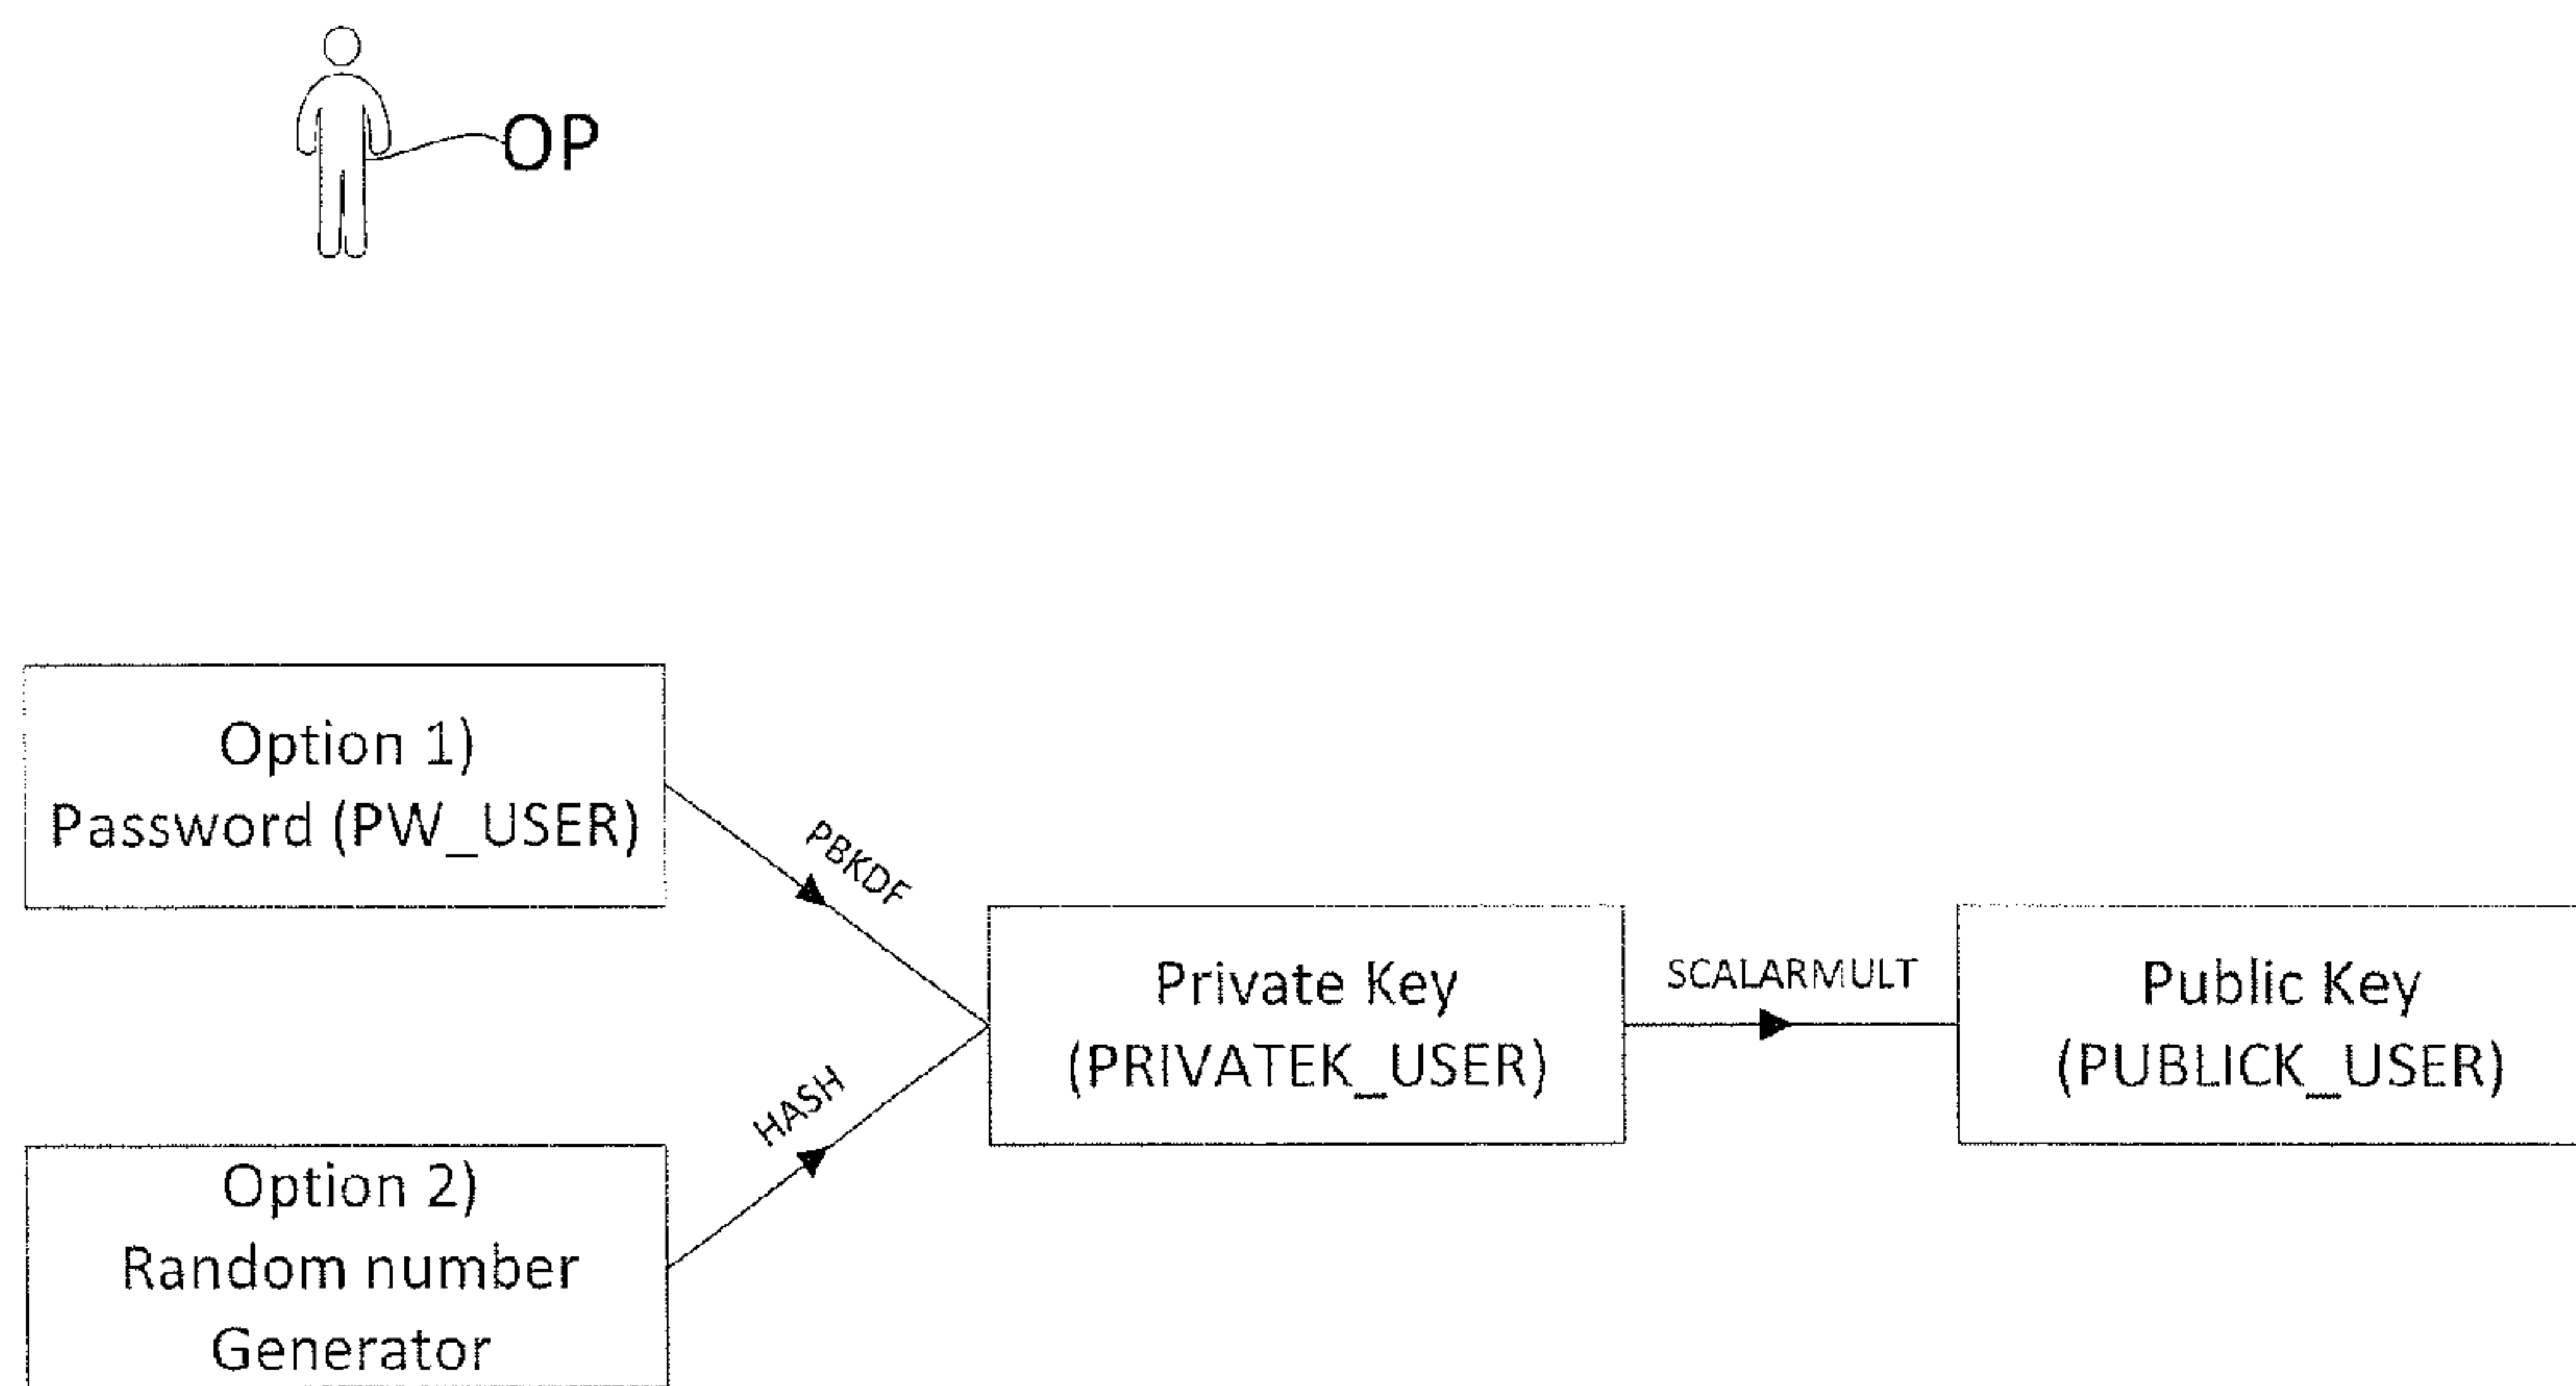 OP
Option 1)
Password (PW_USER)
PBKDF
HASH
Option 2)
Random number
Generator
Private Key
(PRIVATEK_USER)
SCALARMULT
Public Key
(PUBLICK_USER)